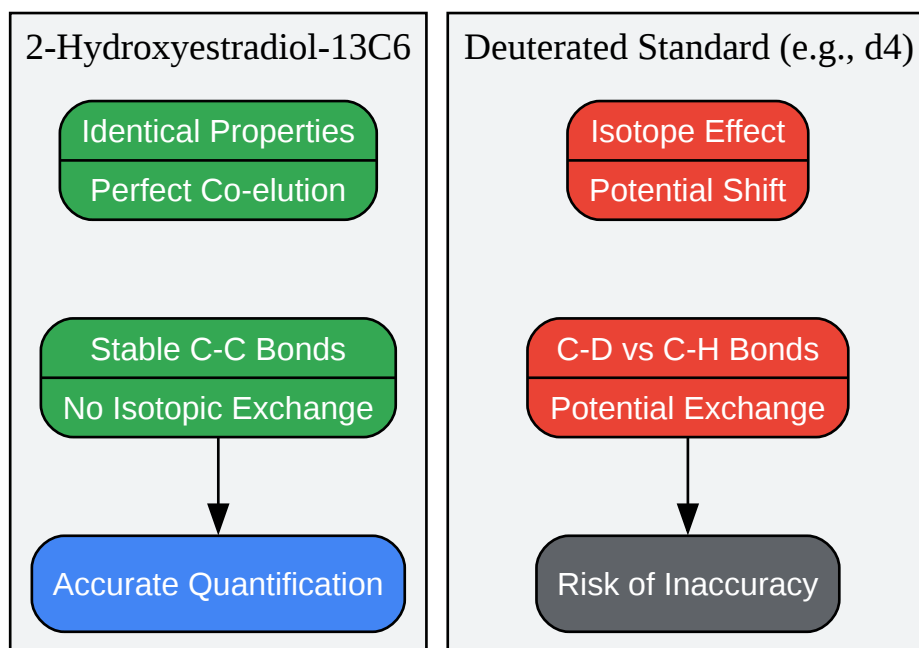 2-Hydroxyestradiol-13C6
Identical Properties
Perfect Co-elution
Stable C-C Bonds
No Isotopic Exchange
Accurate Quantification
Deuterated Standard (e.g., d4)
Isotope Effect
Potential Shift
C-D vs C-H Bonds
Potential Exchange
Risk of Inaccuracy